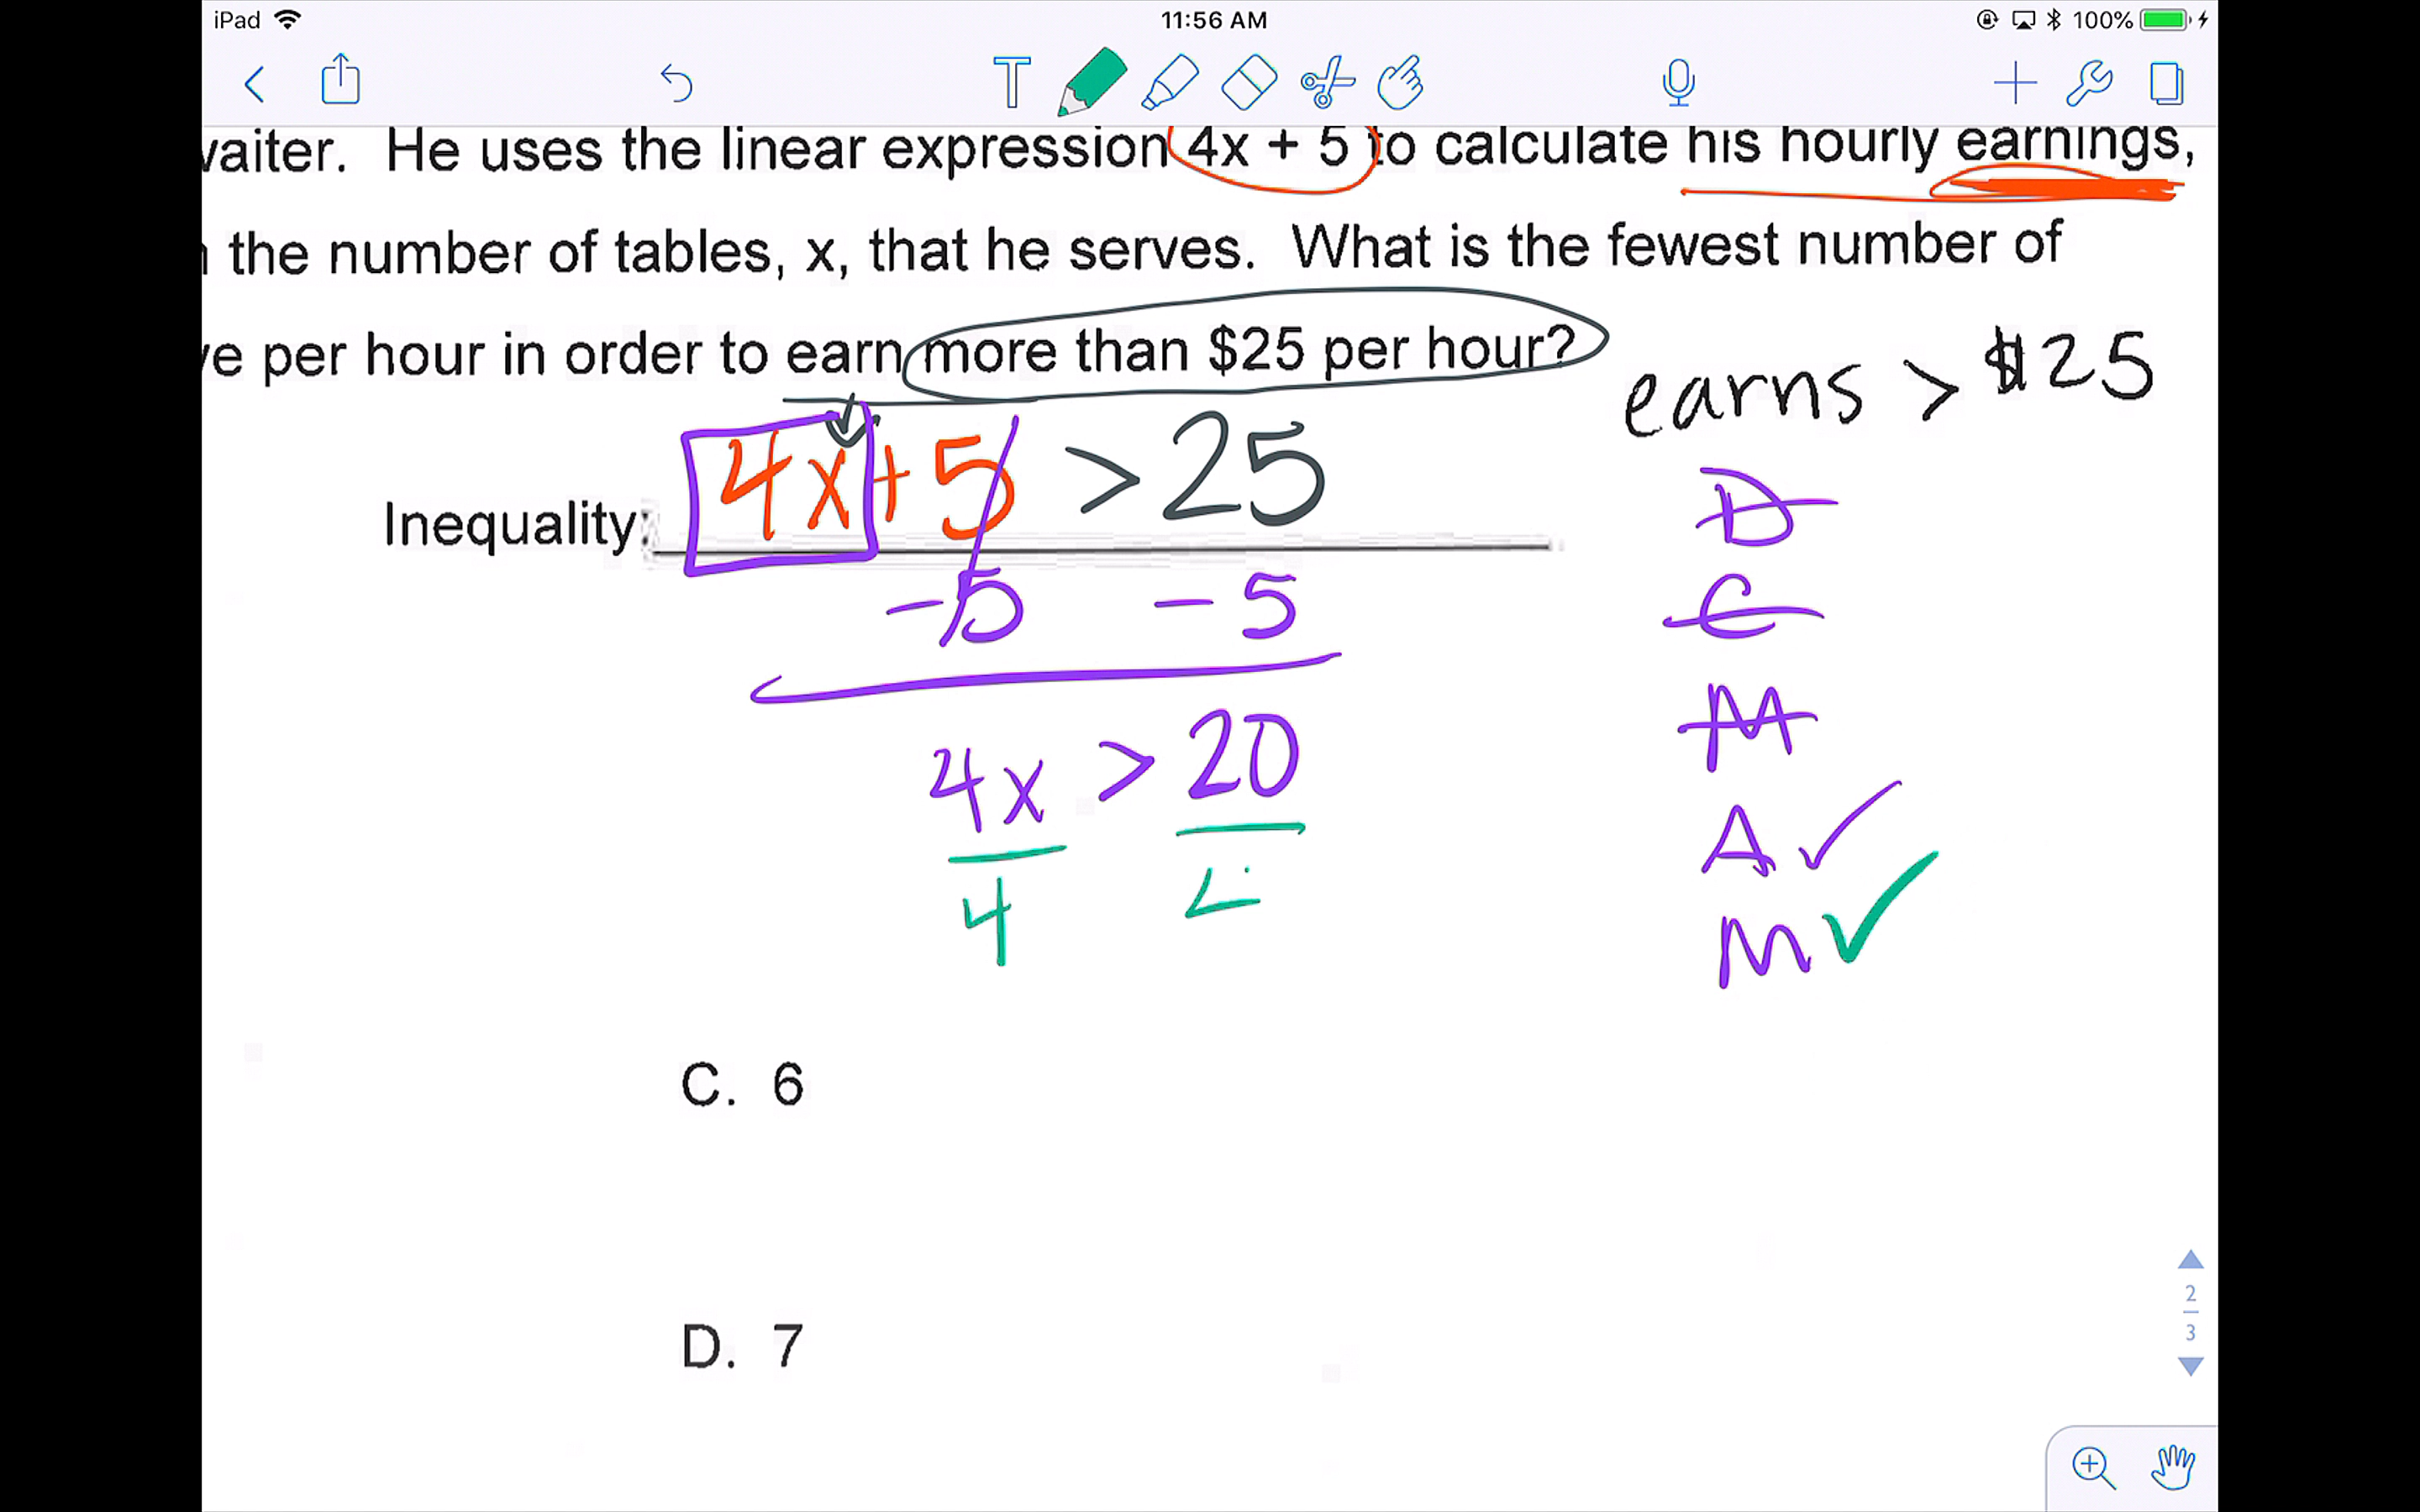 iPad 11:56 AM 100%
T
vaiter. He uses the linear expression 4x + 5 to calculate his hourly earnings,
the number of tables, x, that he serves. What is the fewest number of
ve per hour in order to earn more than $25 per hour?
earns > $25
4x + 5 > 25
Inequality:
-5 - 5
4x > 20
4
D
C
M
A ✓
M ✓
C. 6
D. 7
2
3